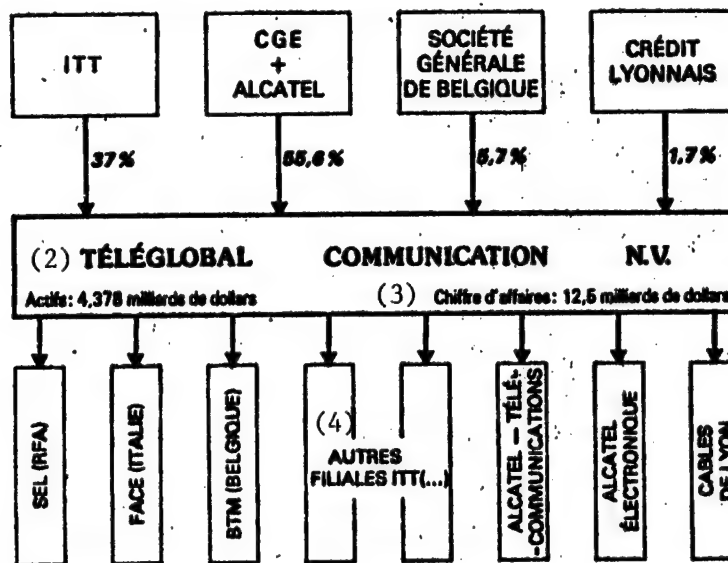 ITT
CGE
+
ALCATEL
SOCIÉTÉ
GÉNÉRALE
DE BELGIQUE
CRÉDIT
LYONNAIS
37%
55,6%
5,7%
1,7%
(2) TÉLÉGLOBAL COMMUNICATION N.V.
Actifs: 4,378 milliards de dollars (3) Chiffre d'affaires: 12,5 milliards de dollars
SEL (RFA)
FACE (ITALIE)
BTM (BELGIQUE)
(4)
AUTRES
FILIALES ITT(...)
ALCATEL – TÉLÉ-
-COMMUNICATIONS
ALCATEL
ÉLECTRONIQUE
CABLES
DE LYON